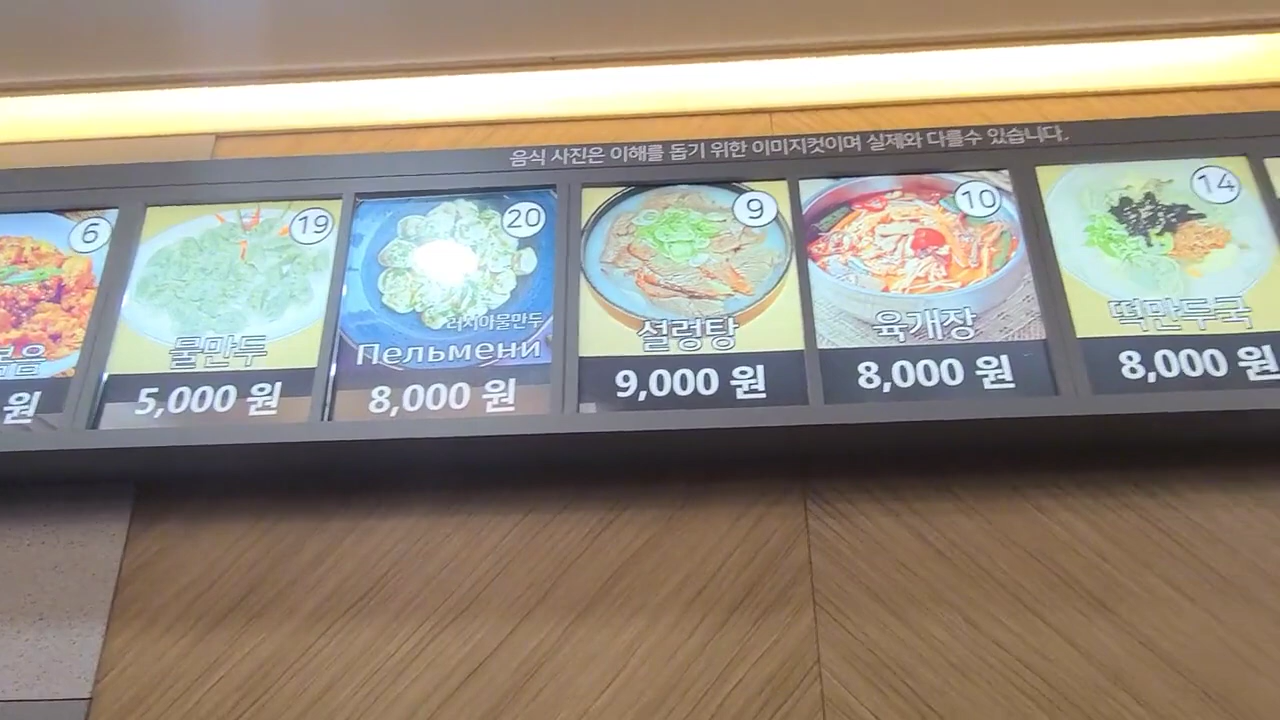 음식 사진은 이해를 돕기 위한 이미지컷이며 실제와 다를수 있습니다.
6
볶음
원
19
물만두
5,000 원
20
러시아물만두
Пельмени
8,000 원
9
설렁탕
9,000 원
10
육개장
8,000 원
14
떡만두국
8,000 원